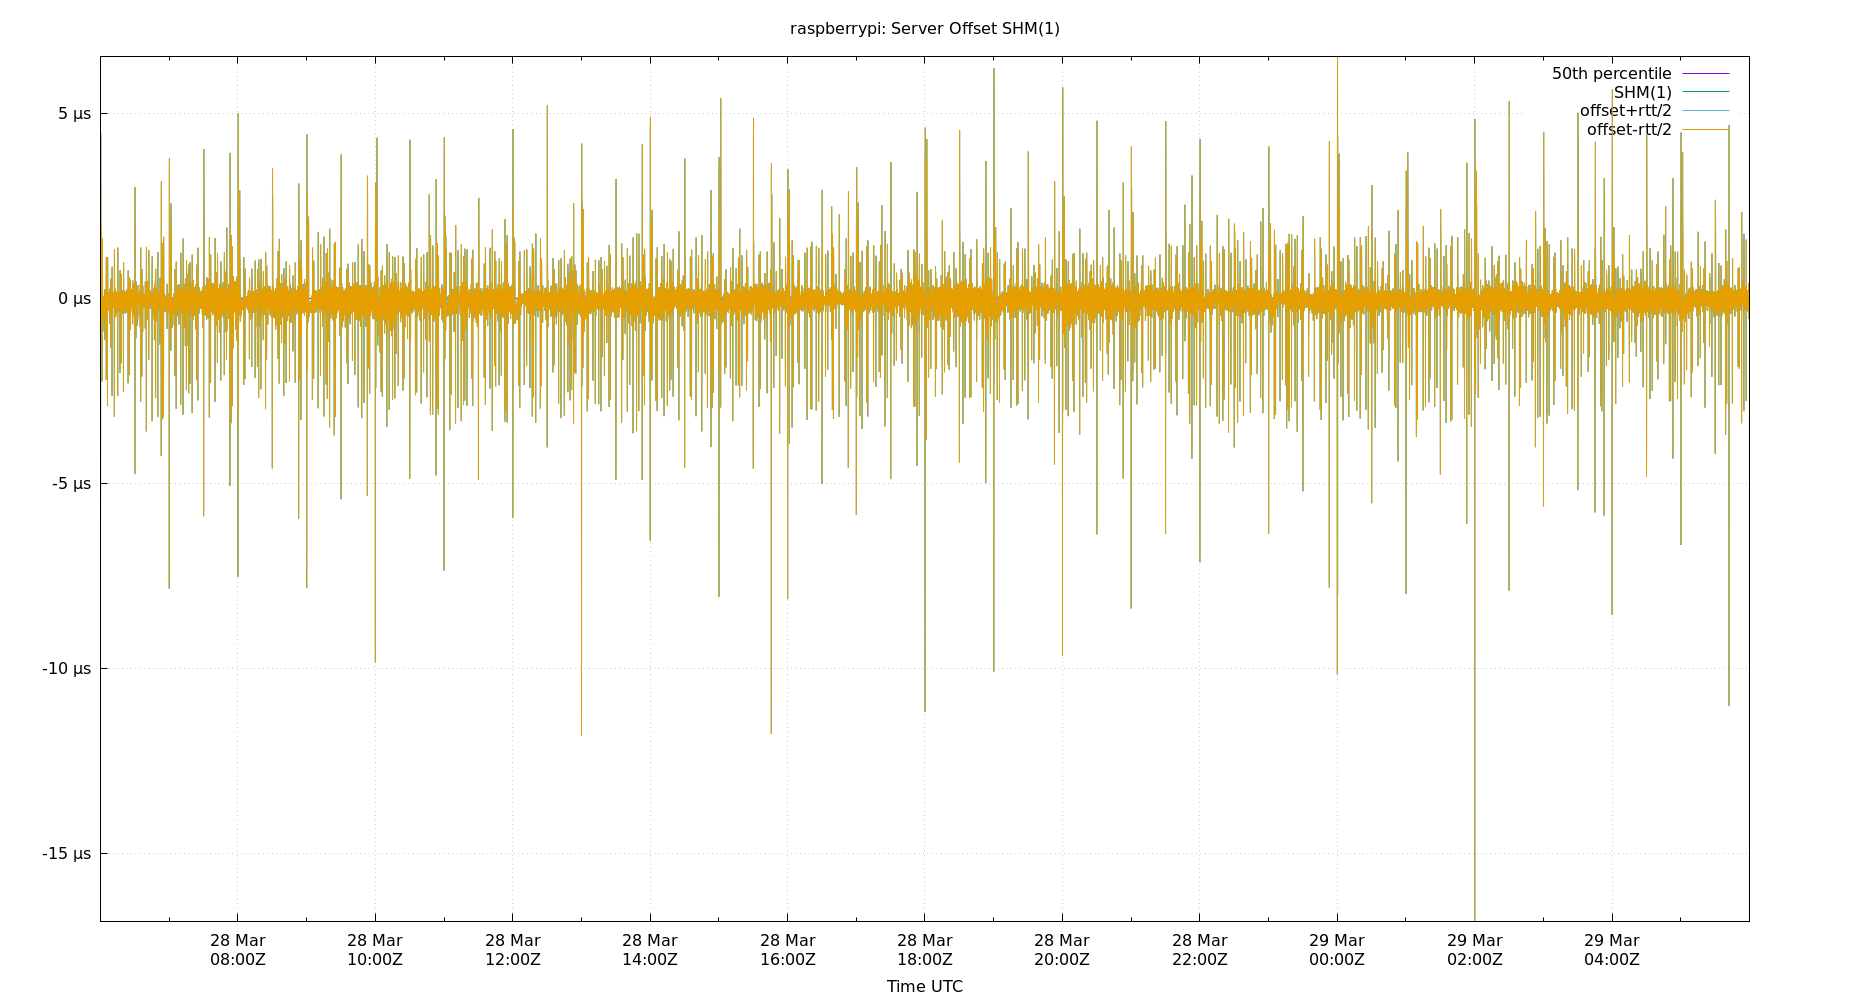 raspberrypi: Server Offset SHM(1)
50th percentile
SHM(1)
offset+rtt/2
offset-rtt/2
5 µs
0 µs
-5 µs
-10 µs
-15 µs
28 Mar 28 Mar 28 Mar 28 Mar 28 Mar 28 Mar 28 Mar 28 Mar 29 Mar 29 Mar 29 Mar
08:00Z 10:00Z 12:00Z 14:00Z 16:00Z 18:00Z 20:00Z 22:00Z 00:00Z 02:00Z 04:00Z
Time UTC